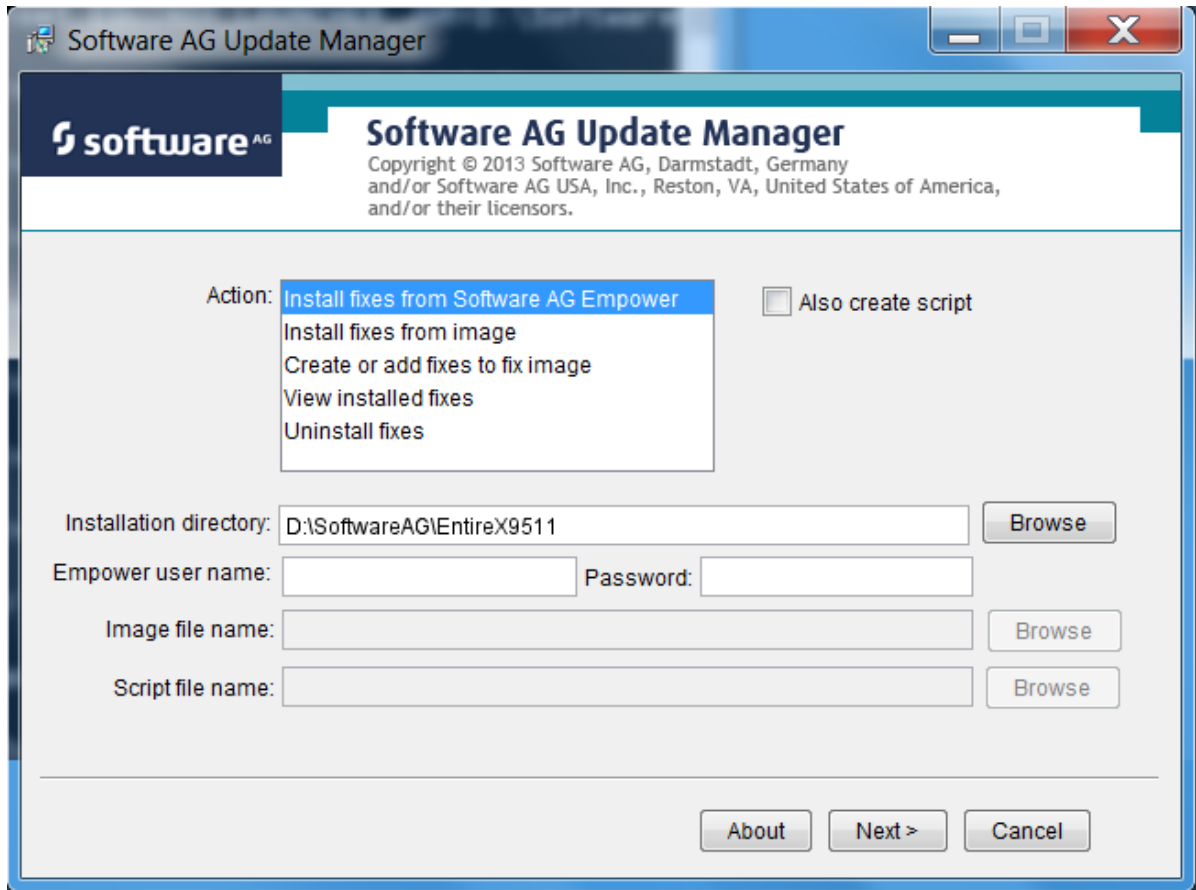 Software AG Update Manager
software AG
Software AG Update Manager
Copyright © 2013 Software AG, Darmstadt, Germany
and/or Software AG USA, Inc., Reston, VA, United States of America,
and/or their licensors.
Action:
Install fixes from Software AG Empower
Install fixes from image
Create or add fixes to fix image
View installed fixes
Uninstall fixes
Also create script
Installation directory: D:\SoftwareAG\EntireX9511 Browse
Empower user name: Password:
Image file name: Browse
Script file name: Browse
About Next > Cancel